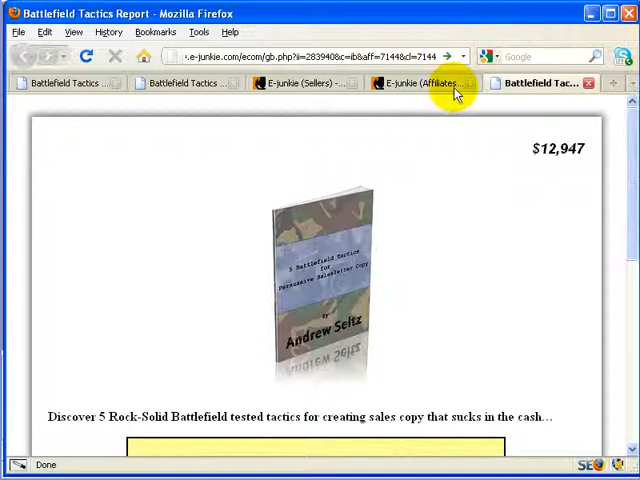 Battlefield Tactics Report - Mozilla Firefox
File Edit View History Bookmarks Tools Help
.e-junkie.com/ecom/gb.php?ii=283940&c=ib&aff=7144&cl=7144
Google
Battlefield Tactics ...
Battlefield Tactics ...
E-junkie (Sellers) -...
E-junkie (Affiliates...
Battlefield Tac...
$12,947
5 Battlefield Tactics
for
Persuasive Salesletter Copy
by
Andrew Seitz
Discover 5 Rock-Solid Battlefield tested tactics for creating sales copy that sucks in the cash...
Done
SEO